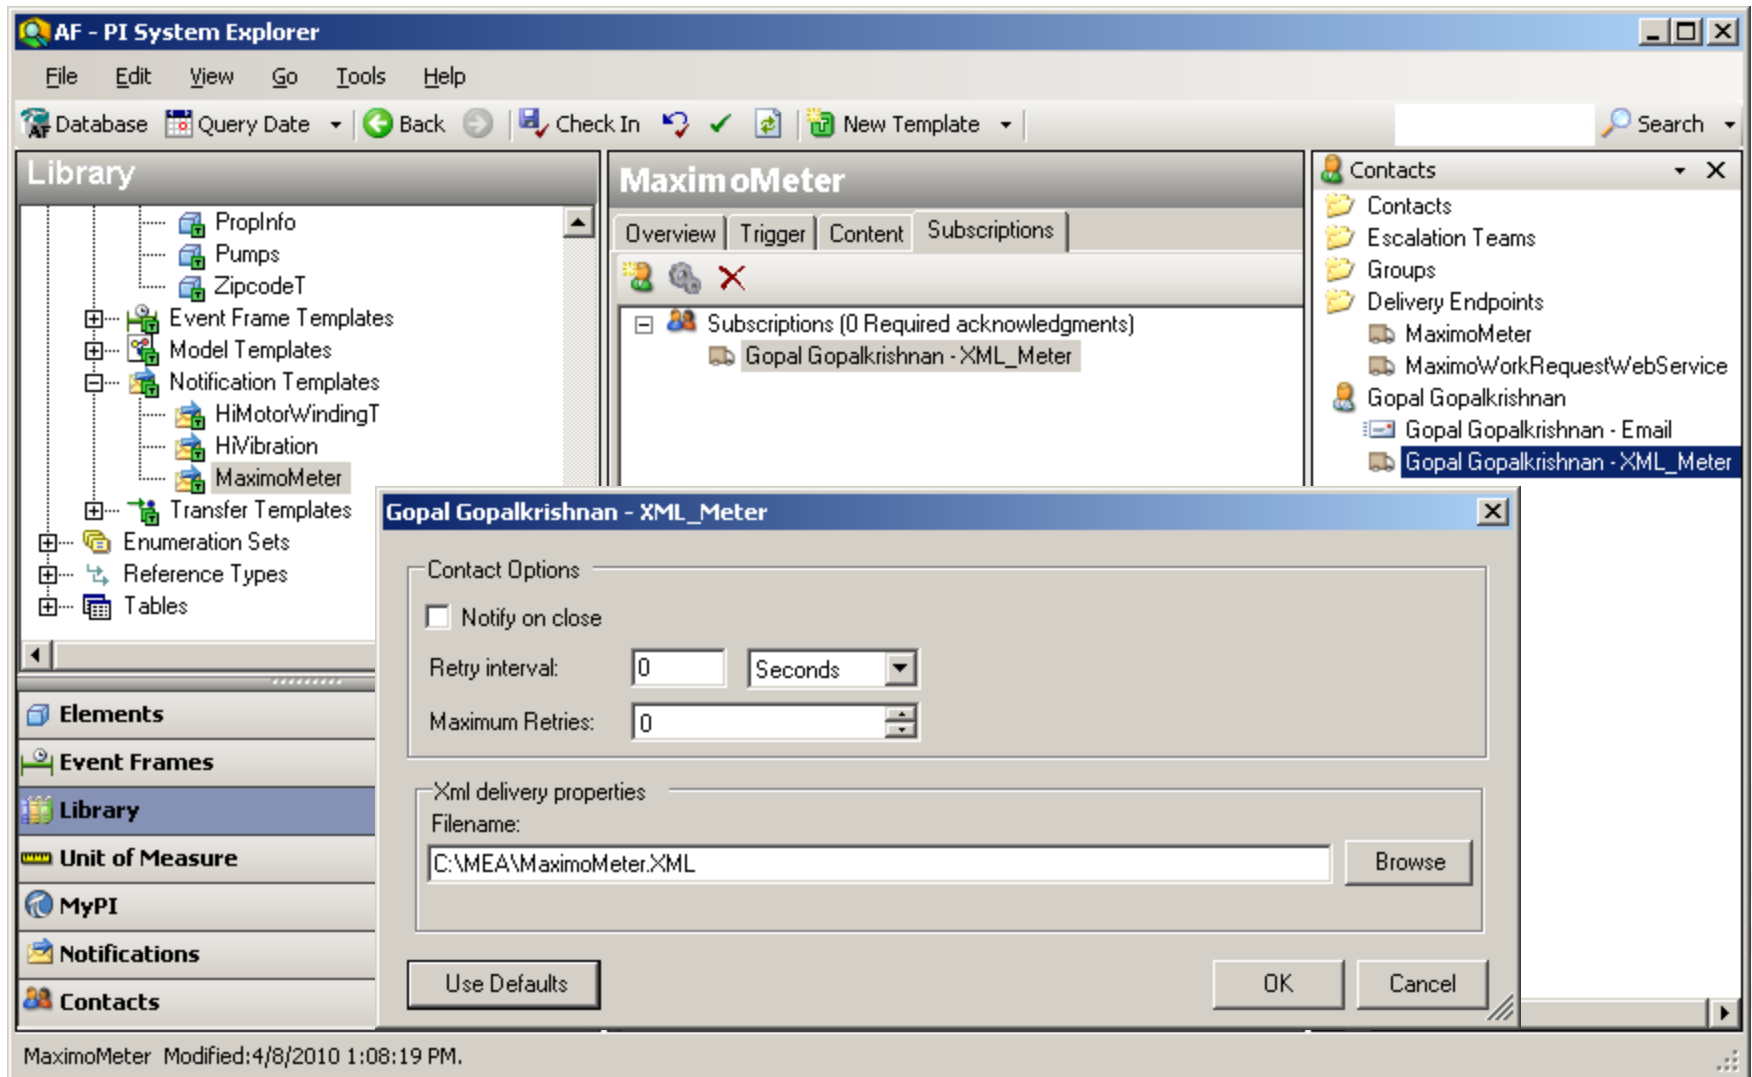 AF - PI System Explorer
File Edit View Go Tools Help
Database Query Date Back Check In New Template Search
Library
PropInfo
Pumps
ZipcodeT
Event Frame Templates
Model Templates
Notification Templates
HiMotorWindingT
HiVibration
MaximoMeter
Transfer Templates
Enumeration Sets
Reference Types
Tables
Elements
Event Frames
Library
Unit of Measure
MyPI
Notifications
Contacts
MaximoMeter
Overview Trigger Content Subscriptions
Subscriptions (0 Required acknowledgments)
Gopal Gopalkrishnan - XML_Meter
Contacts
Contacts
Escalation Teams
Groups
Delivery Endpoints
MaximoMeter
MaximoWorkRequestWebService
Gopal Gopalkrishnan
Gopal Gopalkrishnan - Email
Gopal Gopalkrishnan - XML_Meter
Gopal Gopalkrishnan - XML_Meter
Contact Options
Notify on close
Retry interval: 0 Seconds
Maximum Retries: 0
Xml delivery properties
Filename:
C:\MEA\MaximoMeter.XML Browse
Use Defaults OK Cancel
MaximoMeter Modified:4/8/2010 1:08:19 PM.